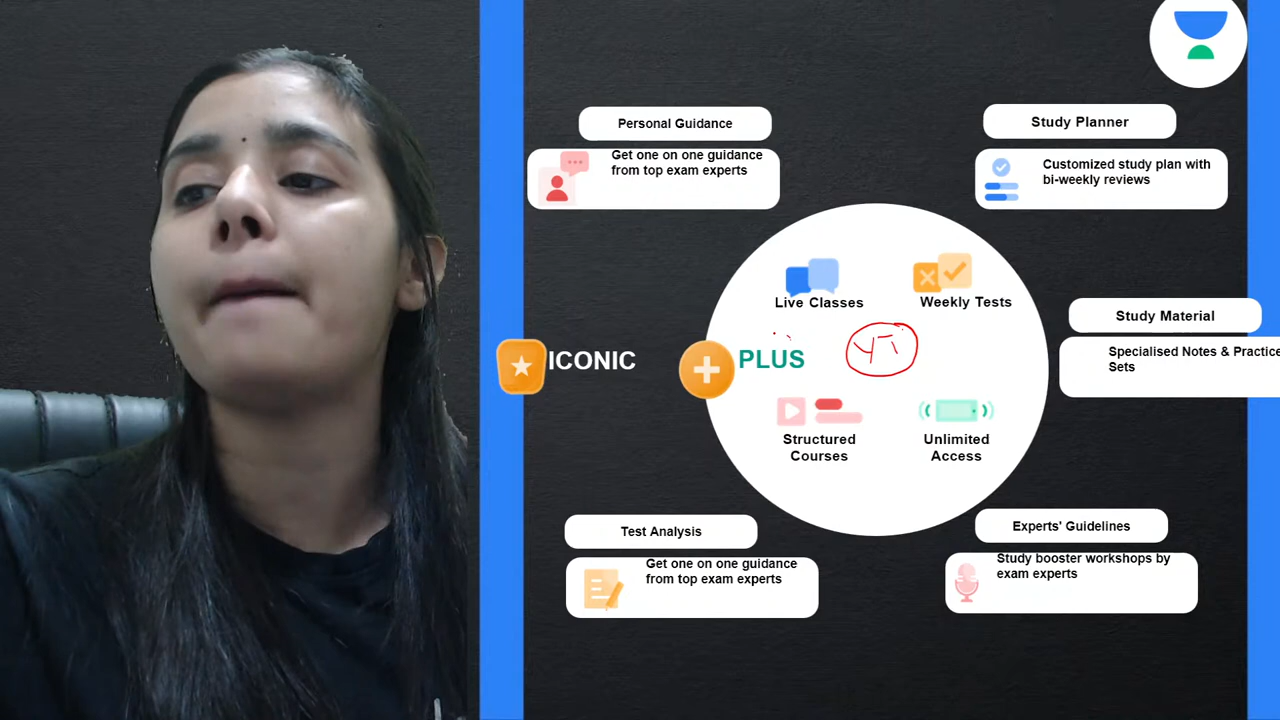 Personal Guidance
Get one on one guidance
from top exam experts
Study Planner
Customized study plan with
bi-weekly reviews
Live Classes
Weekly Tests
Study Material
Specialised Notes & Practice
Sets
ICONIC
PLUS
YT
Structured
Courses
Unlimited
Access
Test Analysis
Get one on one guidance
from top exam experts
Experts' Guidelines
Study booster workshops by
exam experts